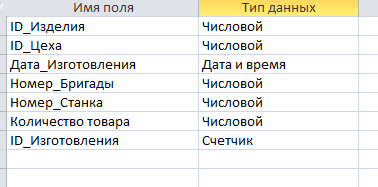 Имя поля Тип данных
ID_Изделия Числовой
ID_Цеха Числовой
Дата_Изготовления Дата и время
Номер_Бригады Числовой
Номер_Станка Числовой
Количество товара Числовой
ID_Изготовления Счетчик